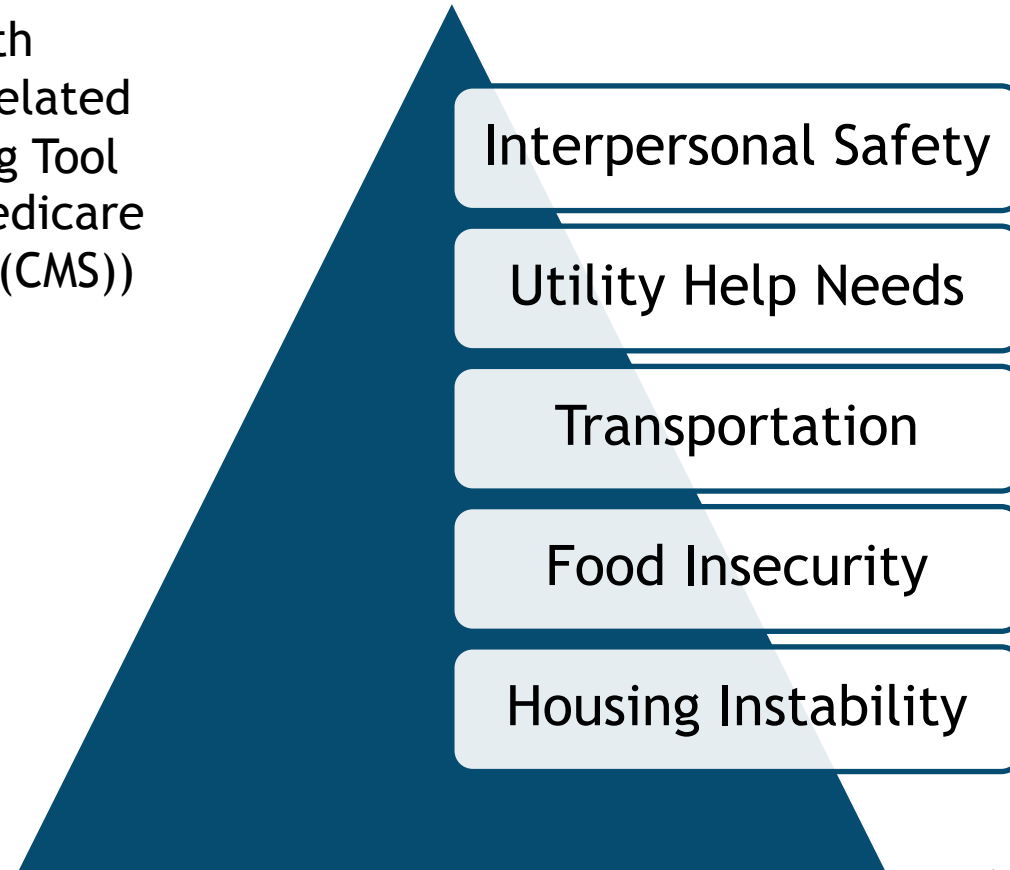 th
elated
g Tool
edicare
(CMS))
Interpersonal Safety
Utility Help Needs
Transportation
Food Insecurity
Housing Instability